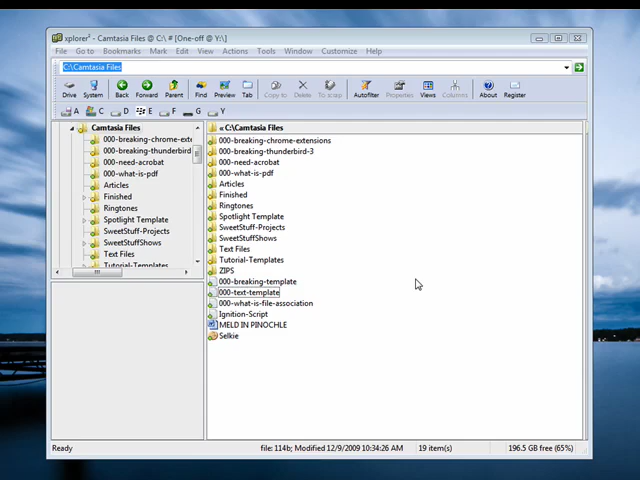 xplorer² - Camtasia Files @ C:\ # [One-off @ Y:\]
File Go to Bookmarks Mark Edit View Actions Tools Window Customize Help
C:\Camtasia Files
Drive System Back Forward Parent Find Preview Tab Copy to Delete To scrap Autofilter Properties Views Columns About Register
A C D E F G Y
Camtasia Files
000-breaking-chrome-exte
000-breaking-thunderbird
000-need-acrobat
000-what-is-pdf
Articles
Finished
Ringtones
Spotlight Template
SweetStuff-Projects
SweetStuffShows
Text Files
Tutorial-Templates
« C:\Camtasia Files
000-breaking-chrome-extensions
000-breaking-thunderbird-3
000-need-acrobat
000-what-is-pdf
Articles
Finished
Ringtones
Spotlight Template
SweetStuff-Projects
SweetStuffShows
Text Files
Tutorial-Templates
ZIPS
000-breaking-template
000-text-template
000-what-is-file-association
Ignition-Script
MELD IN PINOCHLE
Selkie
Ready file: 114b; Modified 12/9/2009 10:34:26 AM 19 item(s) 196.5 GB free (65%)